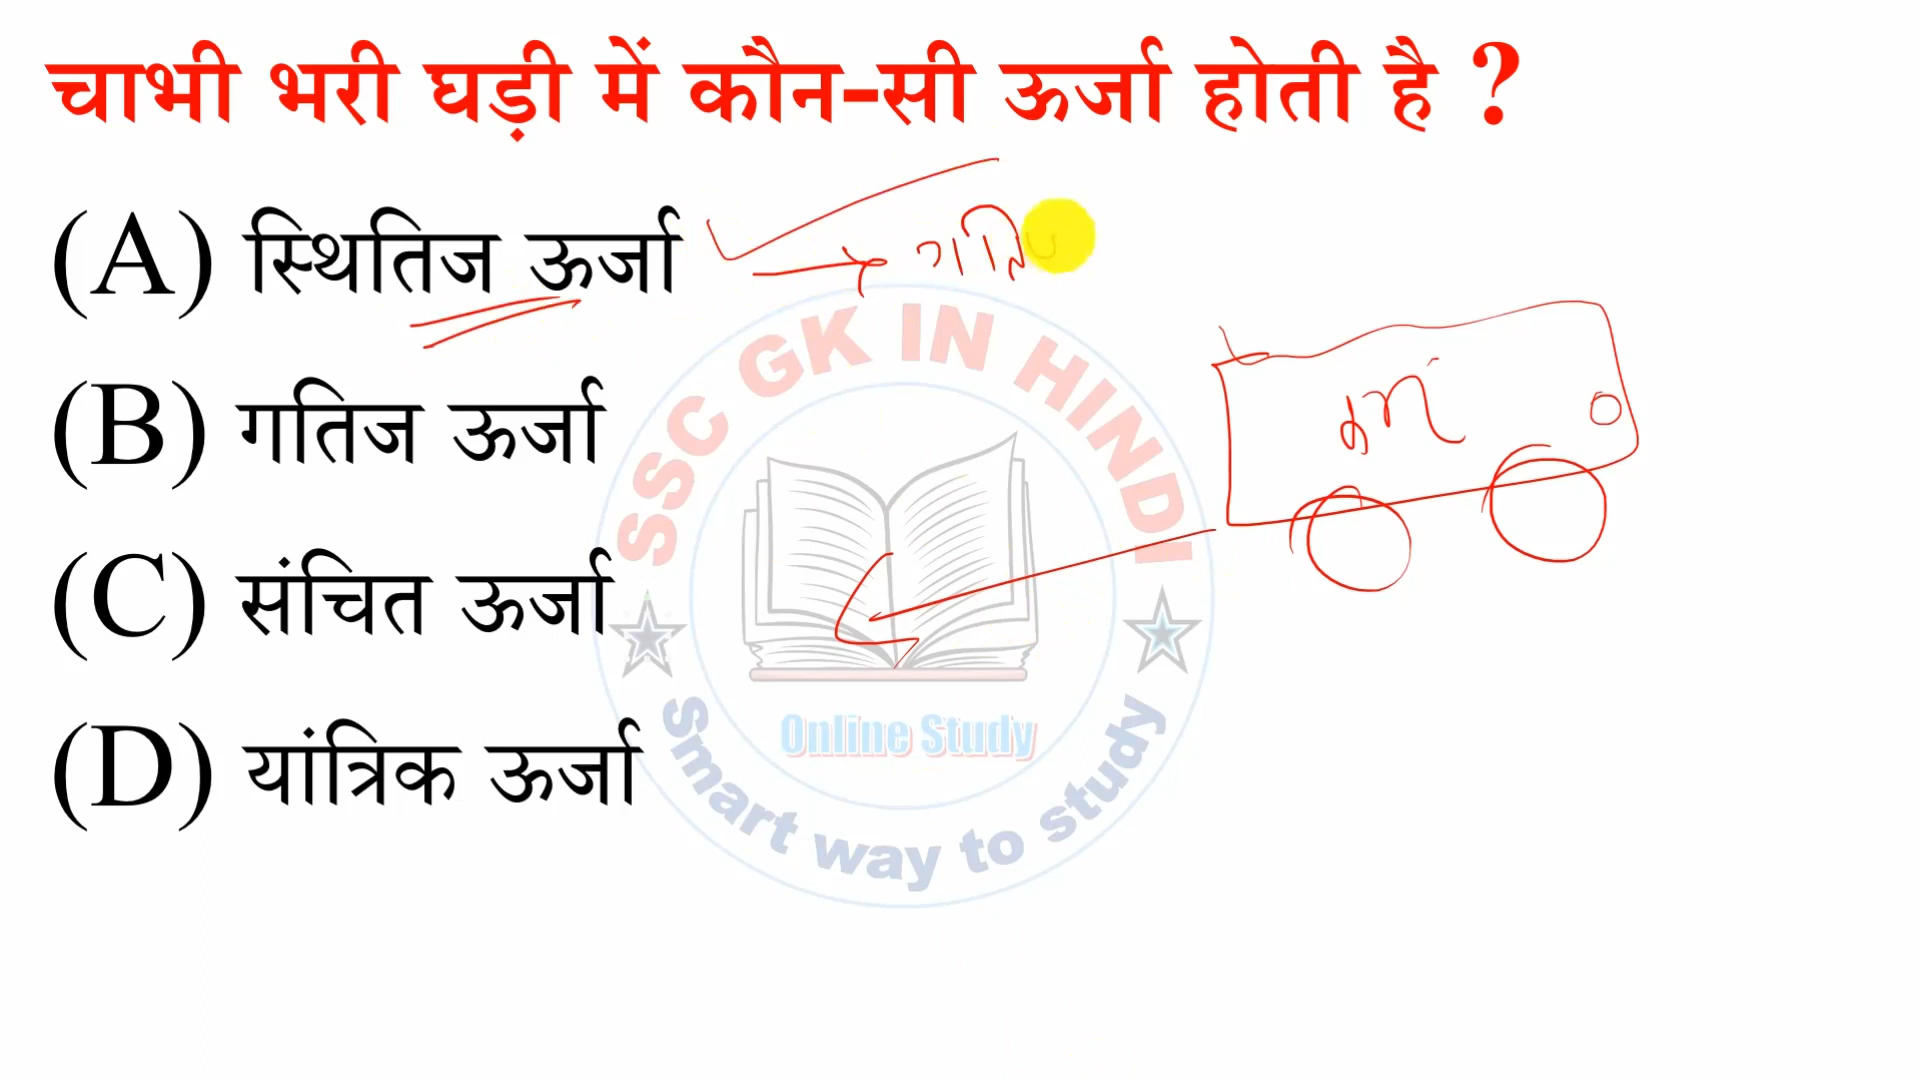 चाभी भरी घड़ी में कौन-सी ऊर्जा होती है ?
(A) स्थितिज ऊर्जा
(B) गतिज ऊर्जा
(C) संचित ऊर्जा
(D) यांत्रिक ऊर्जा
SSC GK IN HINDI
Online Study
Smart way to study